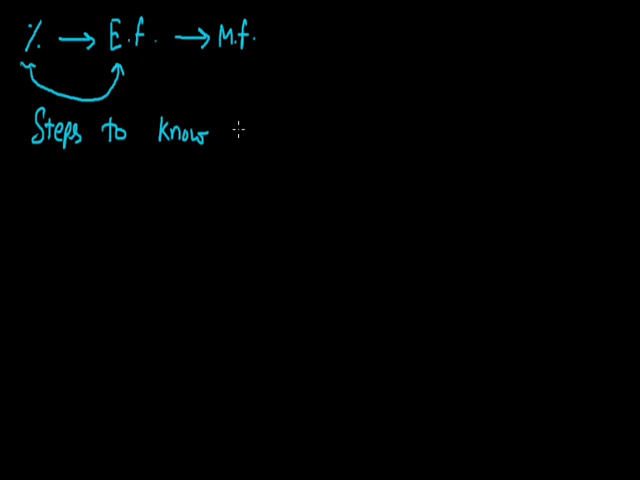 % → E.f. → M.f.
Steps to know